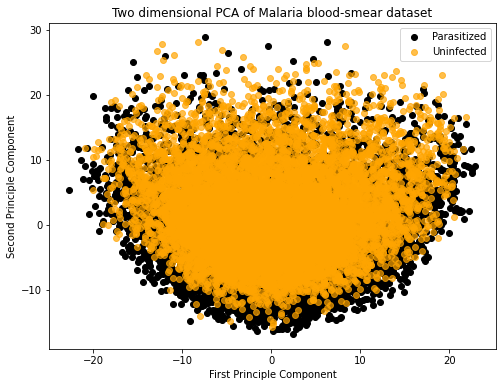 Two dimensional PCA of Malaria blood-smear dataset
30
20
10
0
−10
−20
−10
0
10
20
Second Principle Component
First Principle Component
Parasitized
Uninfected